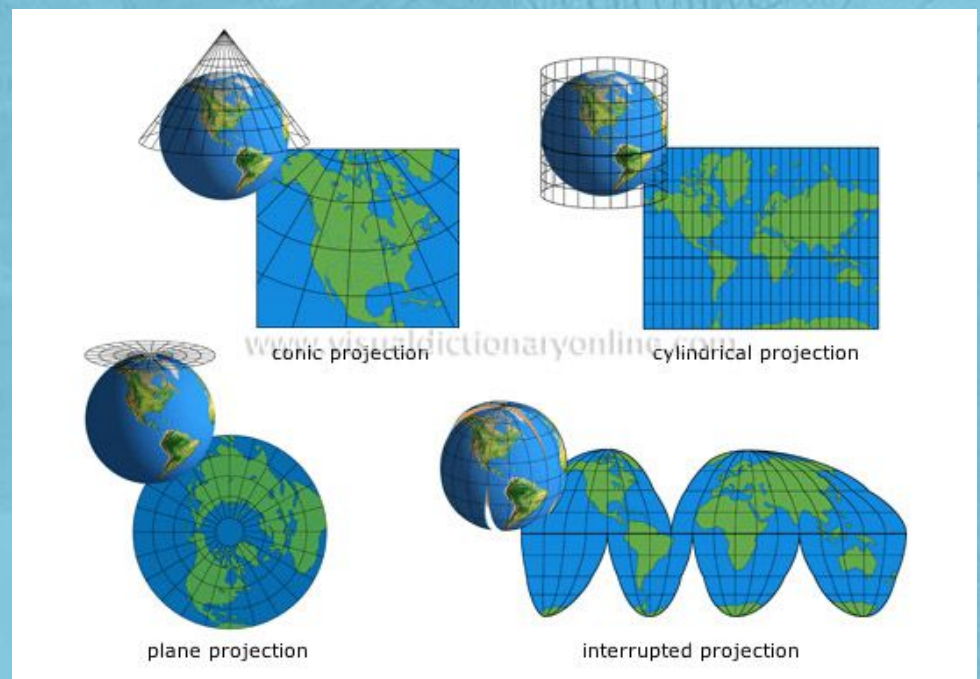 www.visualdictionaryonline.com
conic projection
cylindrical projection
plane projection
interrupted projection